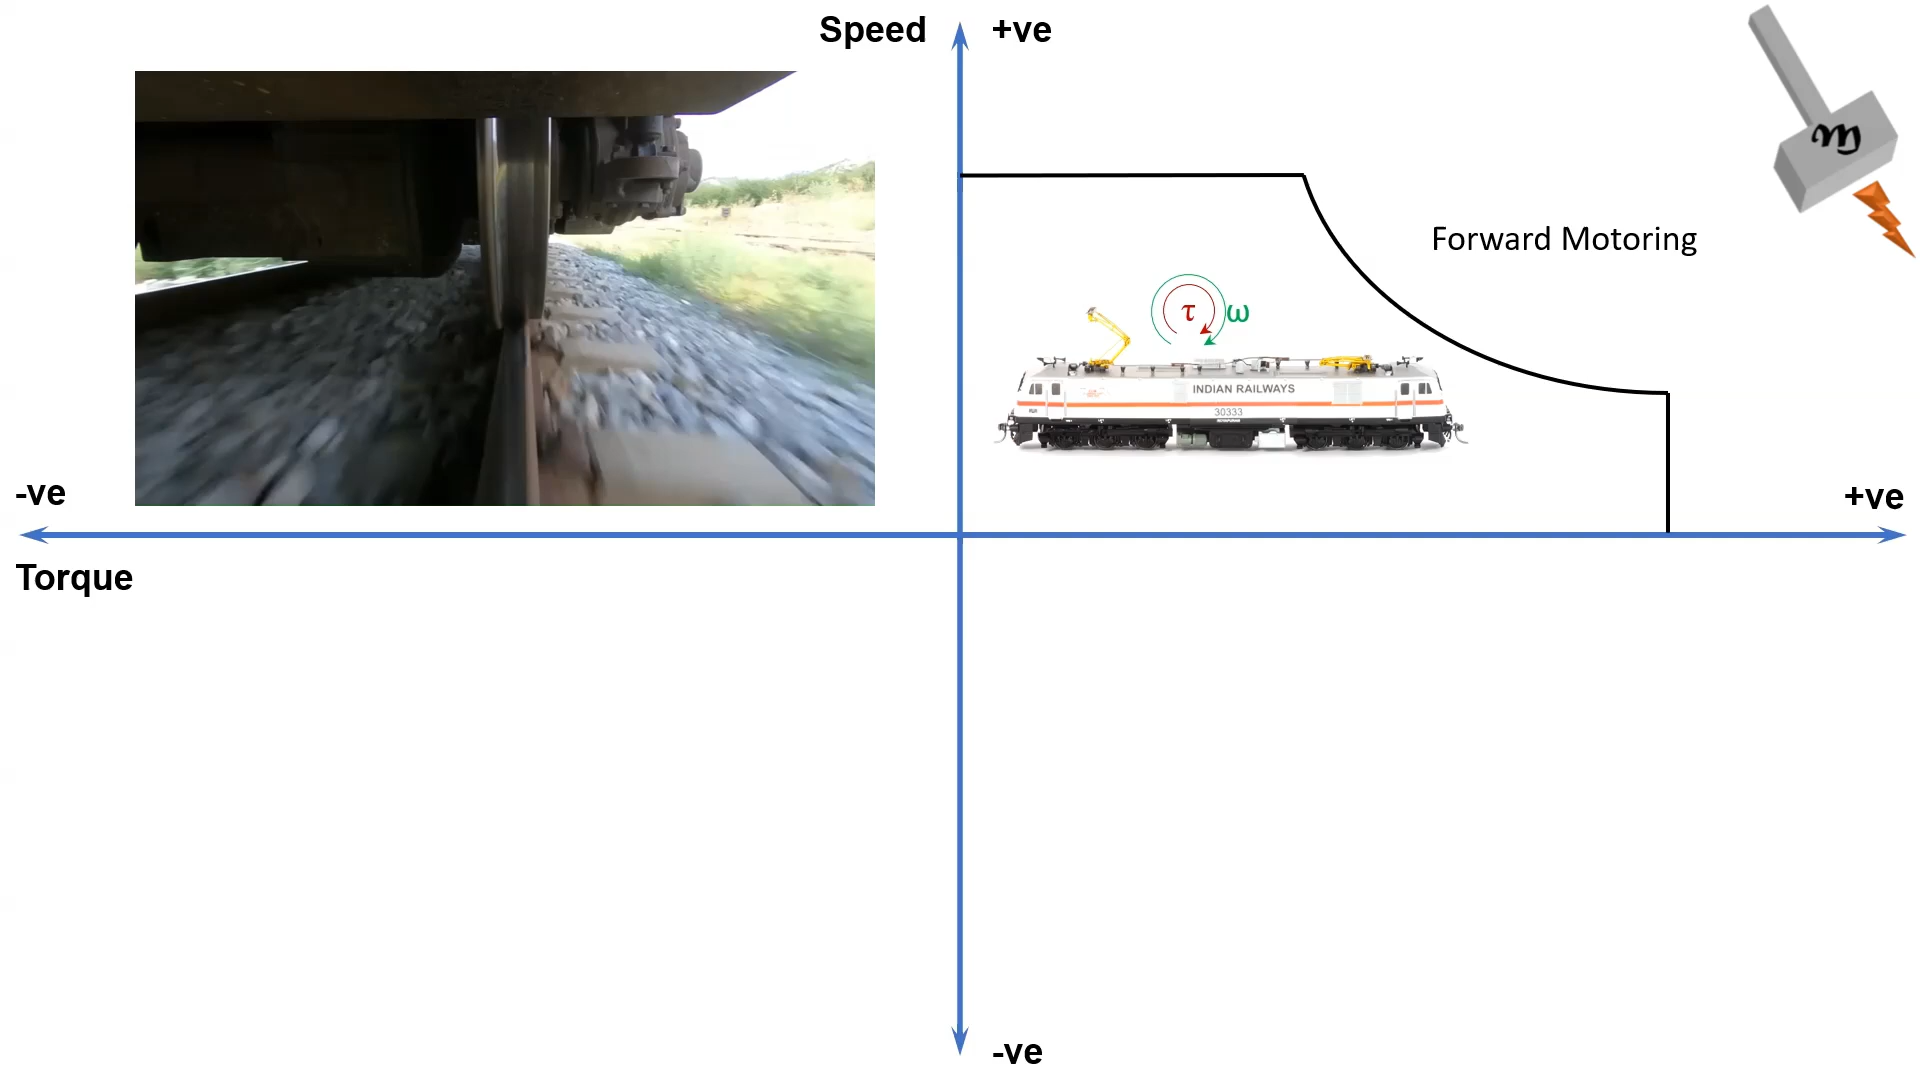 Speed
+ve
m
Forward Motoring
τ
ω
INDIAN RAILWAYS
30333
-ve
+ve
Torque
-ve